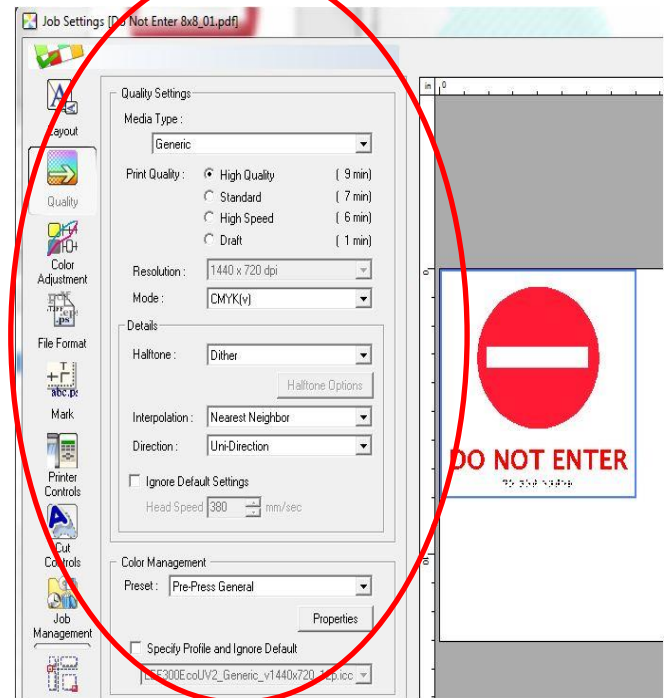 Job Settings [Do Not Enter 8x8_01.pdf]
Layout
Quality
Color
Adjustment
File Format
abc.ps
Mark
Printer
Controls
Cut
Controls
Job
Management
Quality Settings
Media Type :
Generic
Print Quality : High Quality ( 9 min)
Standard ( 7 min)
High Speed ( 6 min)
Draft ( 1 min)
Resolution : 1440 x 720 dpi
Mode : CMYK(v)
Details
Halftone : Dither
Halftone Options
Interpolation : Nearest Neighbor
Direction : Uni-Direction
Ignore Default Settings
Head Speed 380 mm/sec
Color Management
Preset : Pre-Press General
Properties
Specify Profile and Ignore Default
in 0
0
DO NOT ENTER